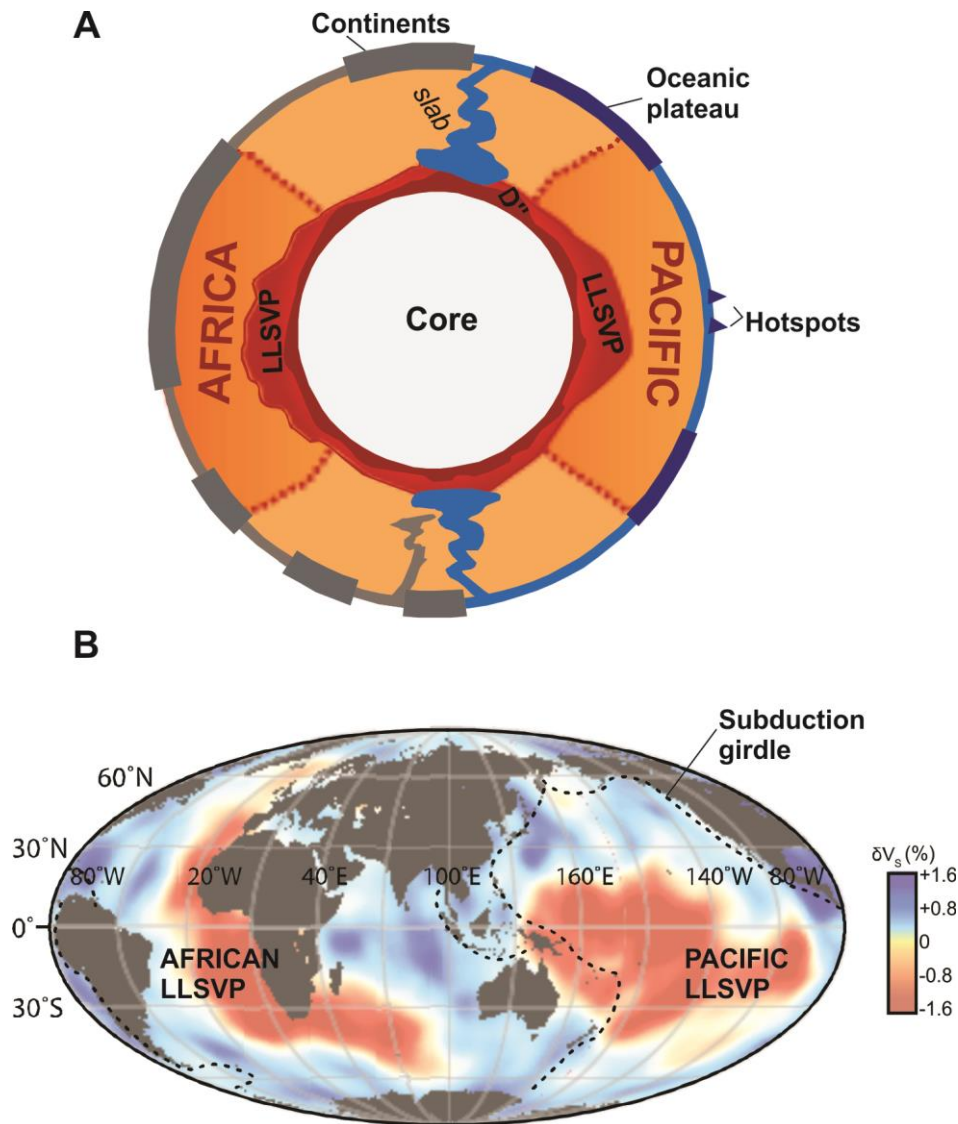 A
Continents
Oceanic
plateau
slab
D"
AFRICA
LLSVP
Core
LLSVP
PACIFIC
Hotspots
B
Subduction
girdle
60˚N
30˚N
80˚W 20˚W 40˚E 100˚E 160˚E 140˚W 80˚W
0˚
30˚S
AFRICAN
LLSVP
PACIFIC
LLSVP
δVs (%)
+1.6
+0.8
0
-0.8
-1.6